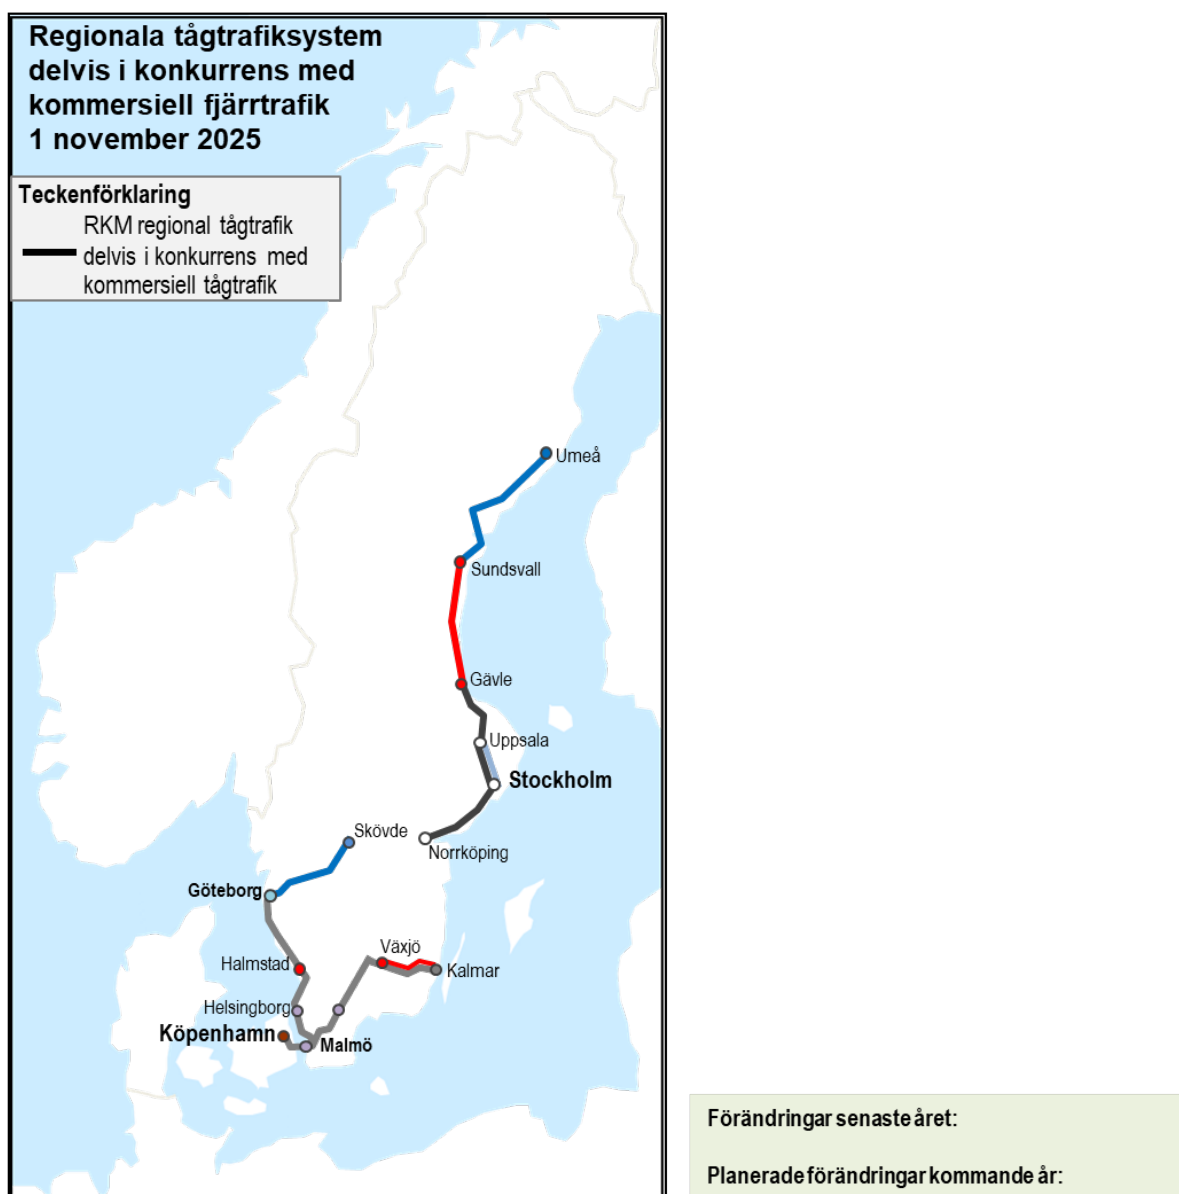 Regionala tågtrafiksystem
delvis i konkurrens med
kommersiell fjärrtrafik
1 november 2025
Teckenförklaring
RKM regional tågtrafik
delvis i konkurrens med
kommersiell tågtrafik
Umeå
Sundsvall
Gävle
Uppsala
Stockholm
Skövde
Norrköping
Göteborg
Växjö
Halmstad
Kalmar
Helsingborg
Köpenhamn
Malmö
Förändringar senaste året:
Planerade förändringar kommande år: